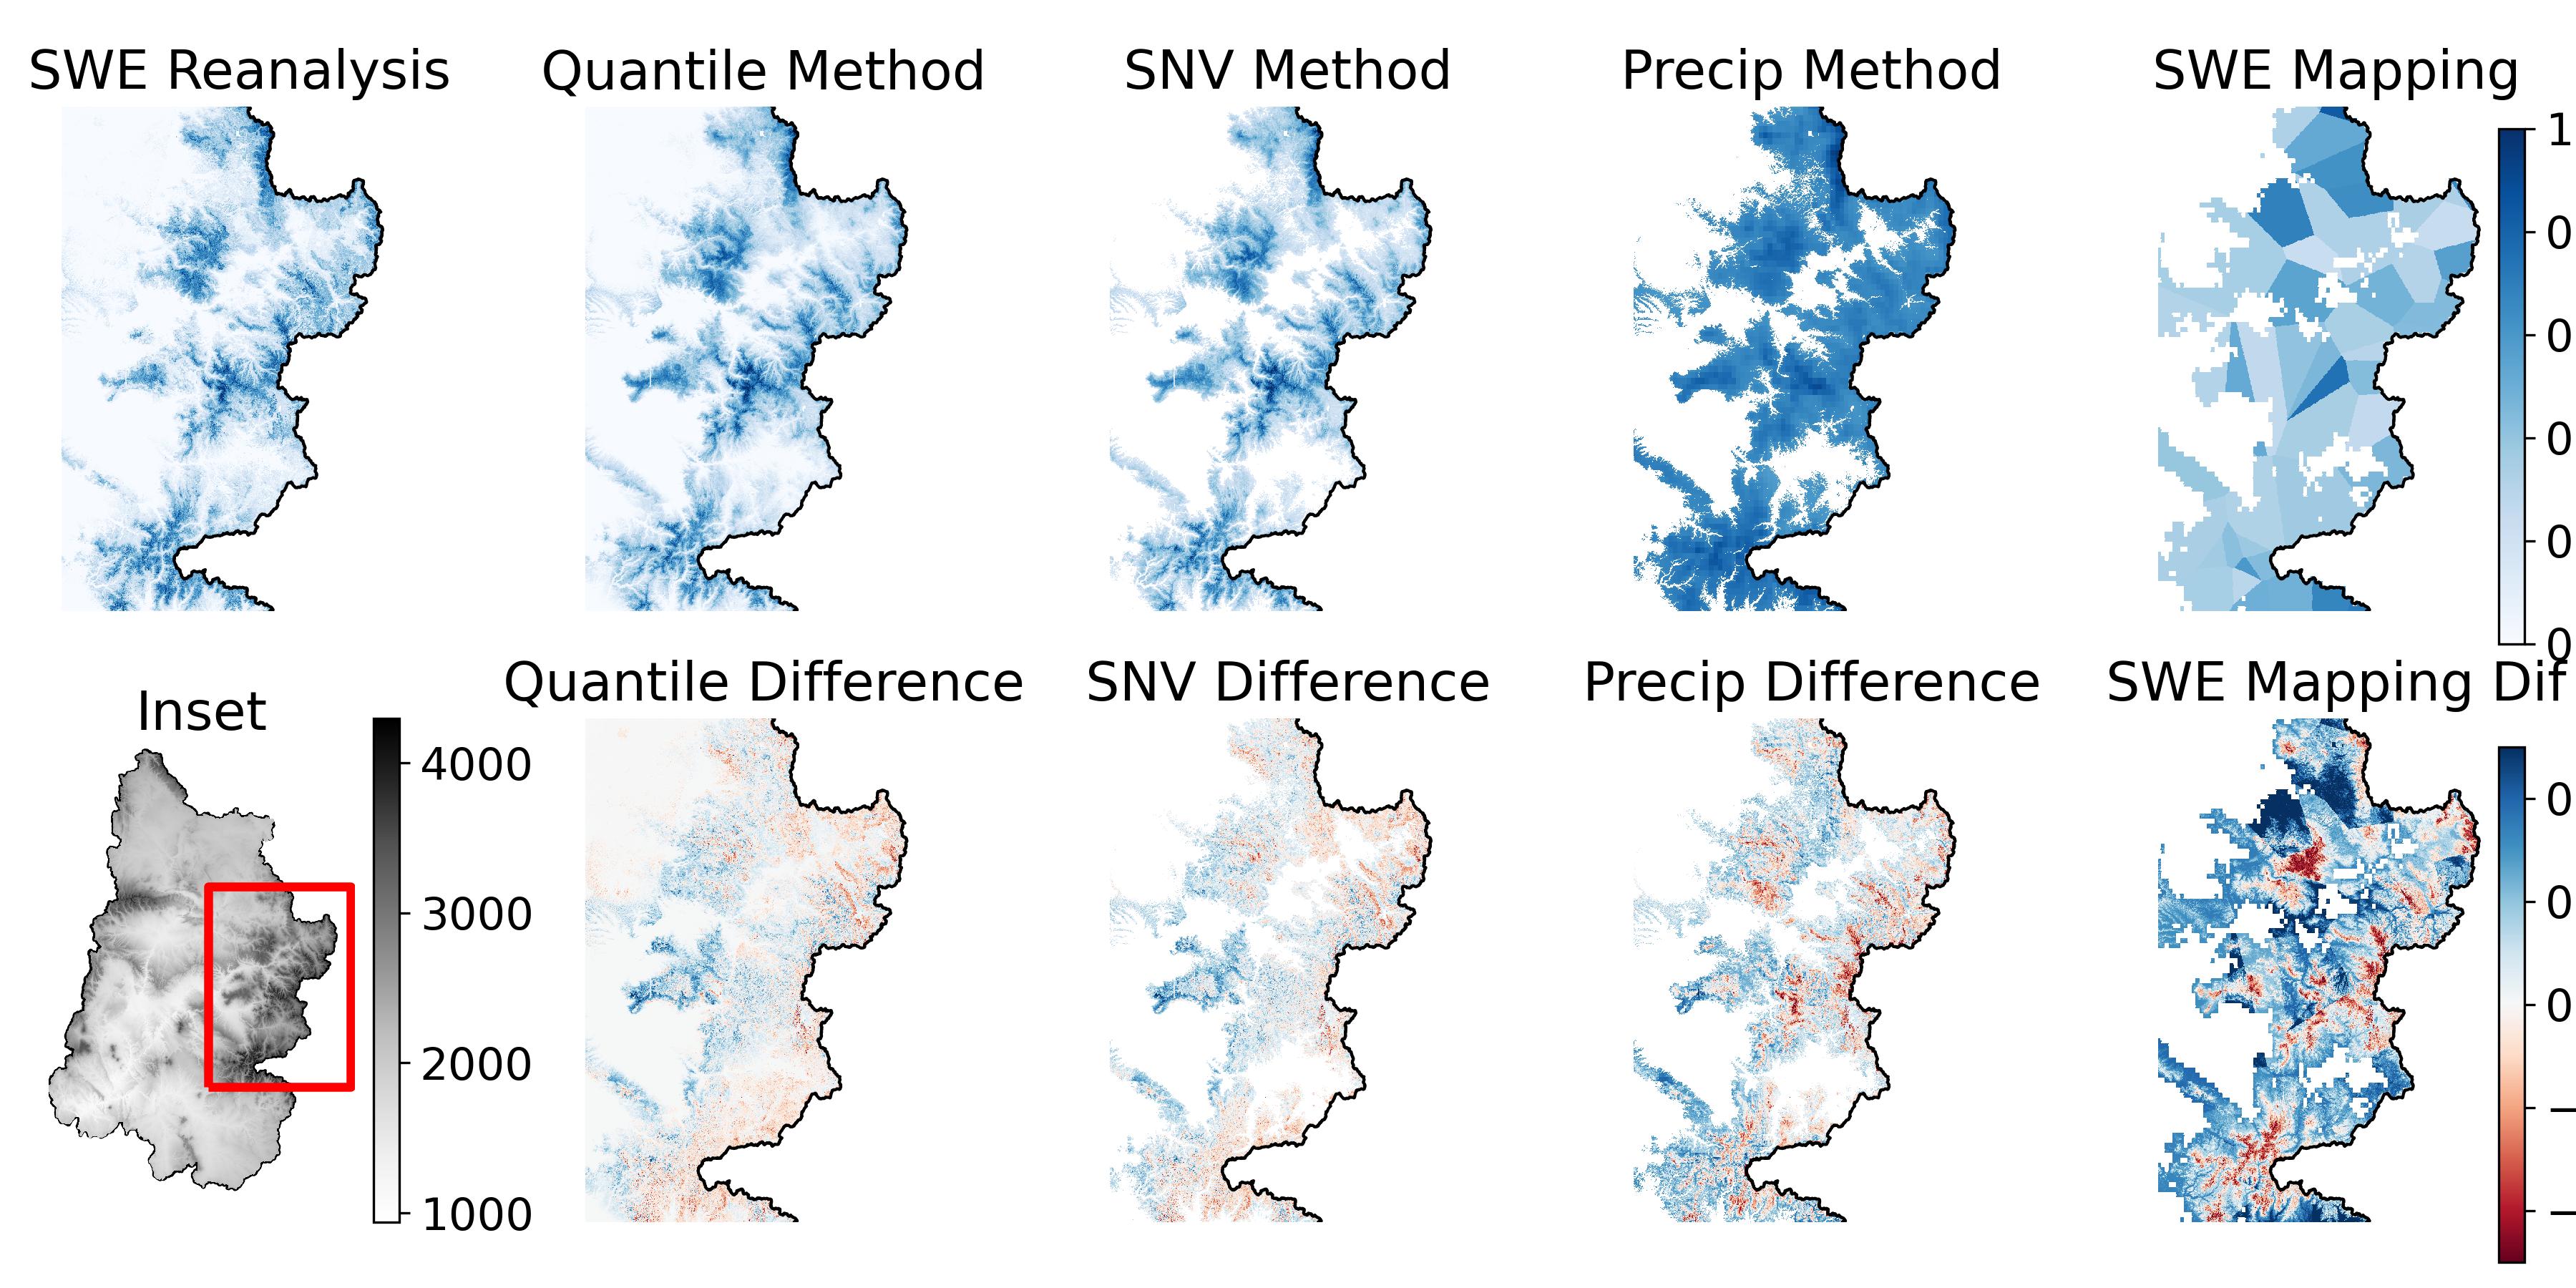 SWE Reanalysis
Quantile Method
SNV Method
Precip Method
SWE Mapping
1
0
0
0
0
0
Inset
4000
3000
2000
1000
Quantile Difference
SNV Difference
Precip Difference
SWE Mapping Dif
0
0
0
−
−